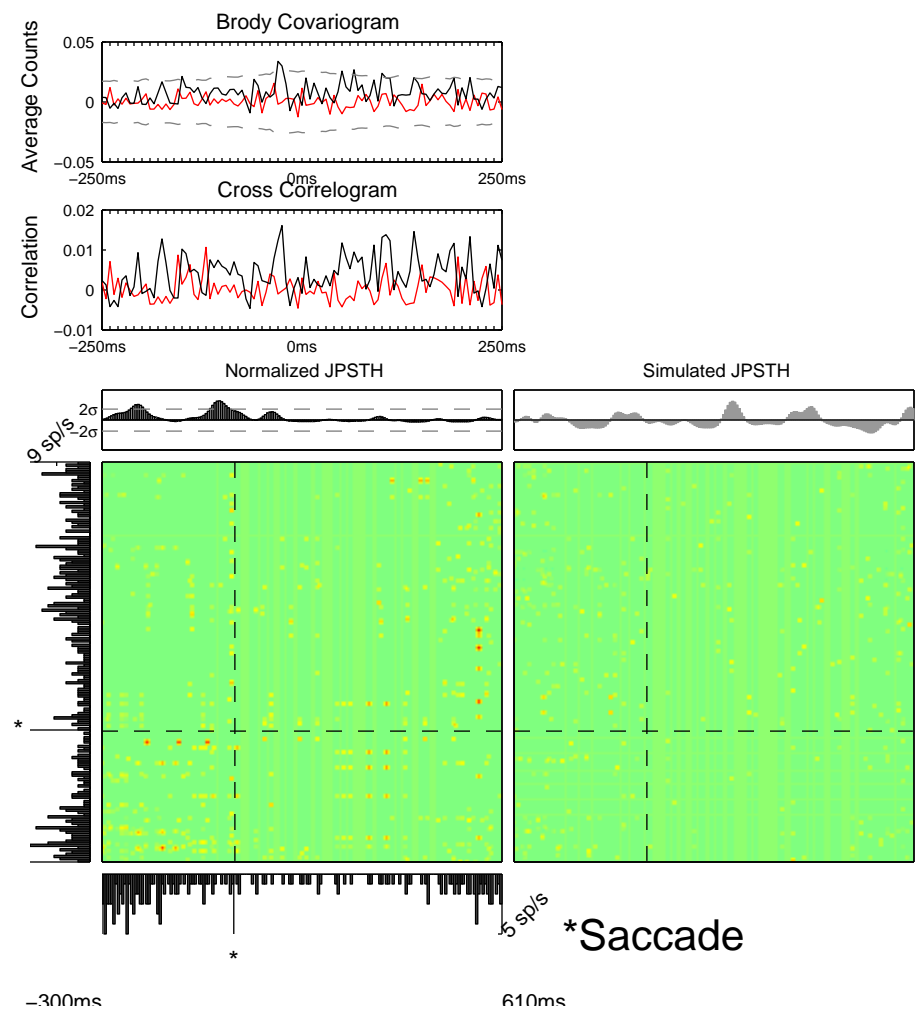 Brody Covariogram
Average Counts
0.05
0
−0.05
−250ms
0ms
250ms
Cross Correlogram
Correlation
0.02
0.01
0
−0.01
−250ms
0ms
250ms
Normalized JPSTH
Simulated JPSTH
2σ
−2σ
9 sp/s
*
5 sp/s
*Saccade
*
−300ms
610ms